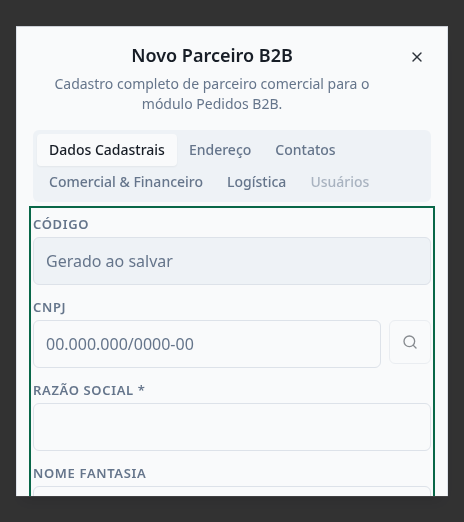 Novo Parceiro B2B
Cadastro completo de parceiro comercial para o
módulo Pedidos B2B.
Dados Cadastrais Endereço Contatos
Comercial & Financeiro Logística Usuários
CÓDIGO
Gerado ao salvar
CNPJ
00.000.000/0000-00
RAZÃO SOCIAL *
NOME FANTASIA